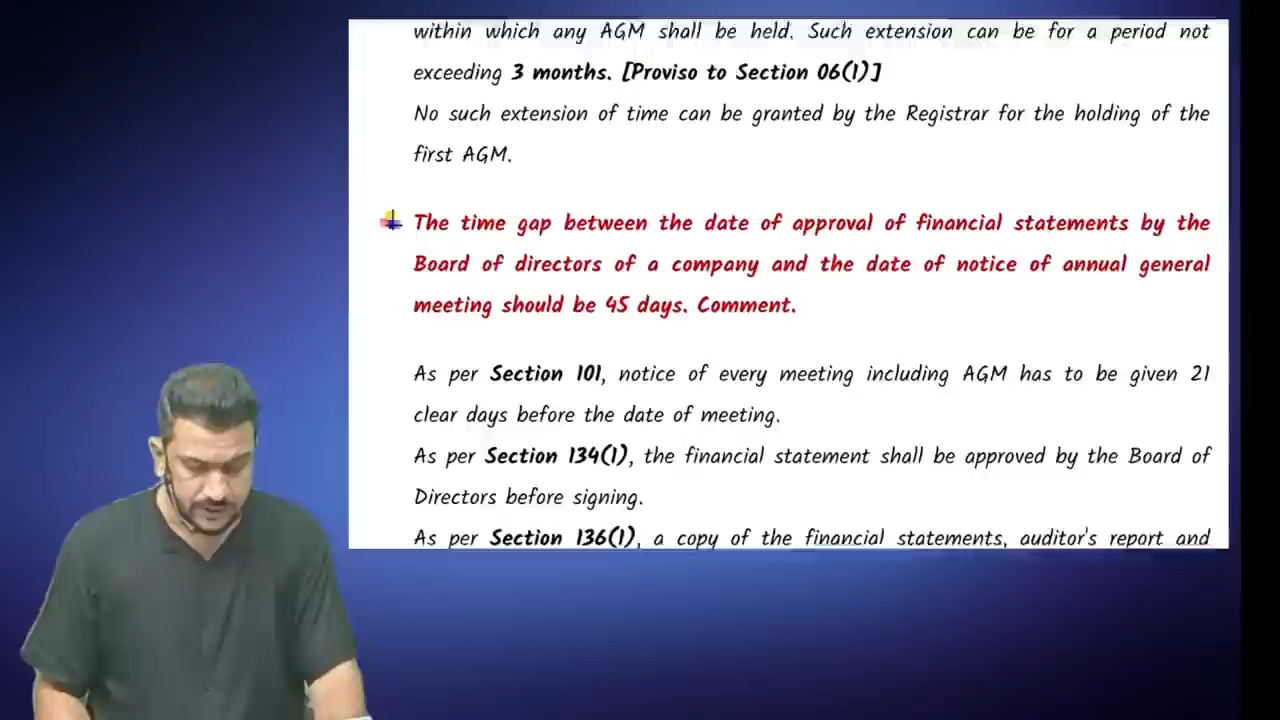 within which any AGM shall be held. Such extension can be for a period not
exceeding 3 months. [Proviso to Section 06(1)]
No such extension of time can be granted by the Registrar for the holding of the
first AGM.
The time gap between the date of approval of financial statements by the
Board of directors of a company and the date of notice of annual general
meeting should be 45 days. Comment.
As per Section 101, notice of every meeting including AGM has to be given 21
clear days before the date of meeting.
As per Section 134(1), the financial statement shall be approved by the Board of
Directors before signing.
As per Section 136(1), a copy of the financial statements, auditor's report and